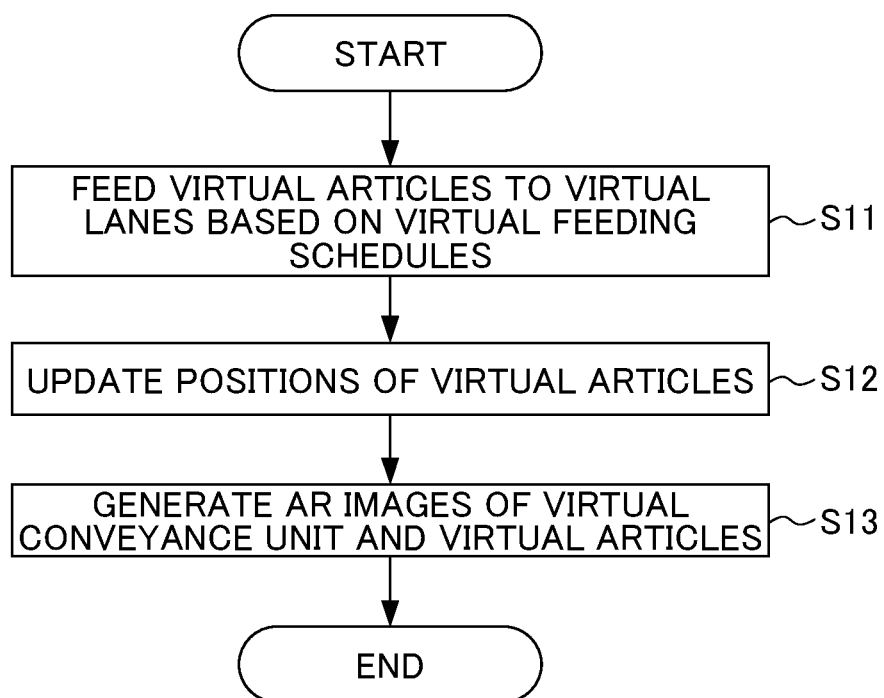 START
FEED VIRTUAL ARTICLES TO VIRTUAL
LANES BASED ON VIRTUAL FEEDING
SCHEDULES
S11
UPDATE POSITIONS OF VIRTUAL ARTICLES
S12
GENERATE AR IMAGES OF VIRTUAL
CONVEYANCE UNIT AND VIRTUAL ARTICLES
S13
END